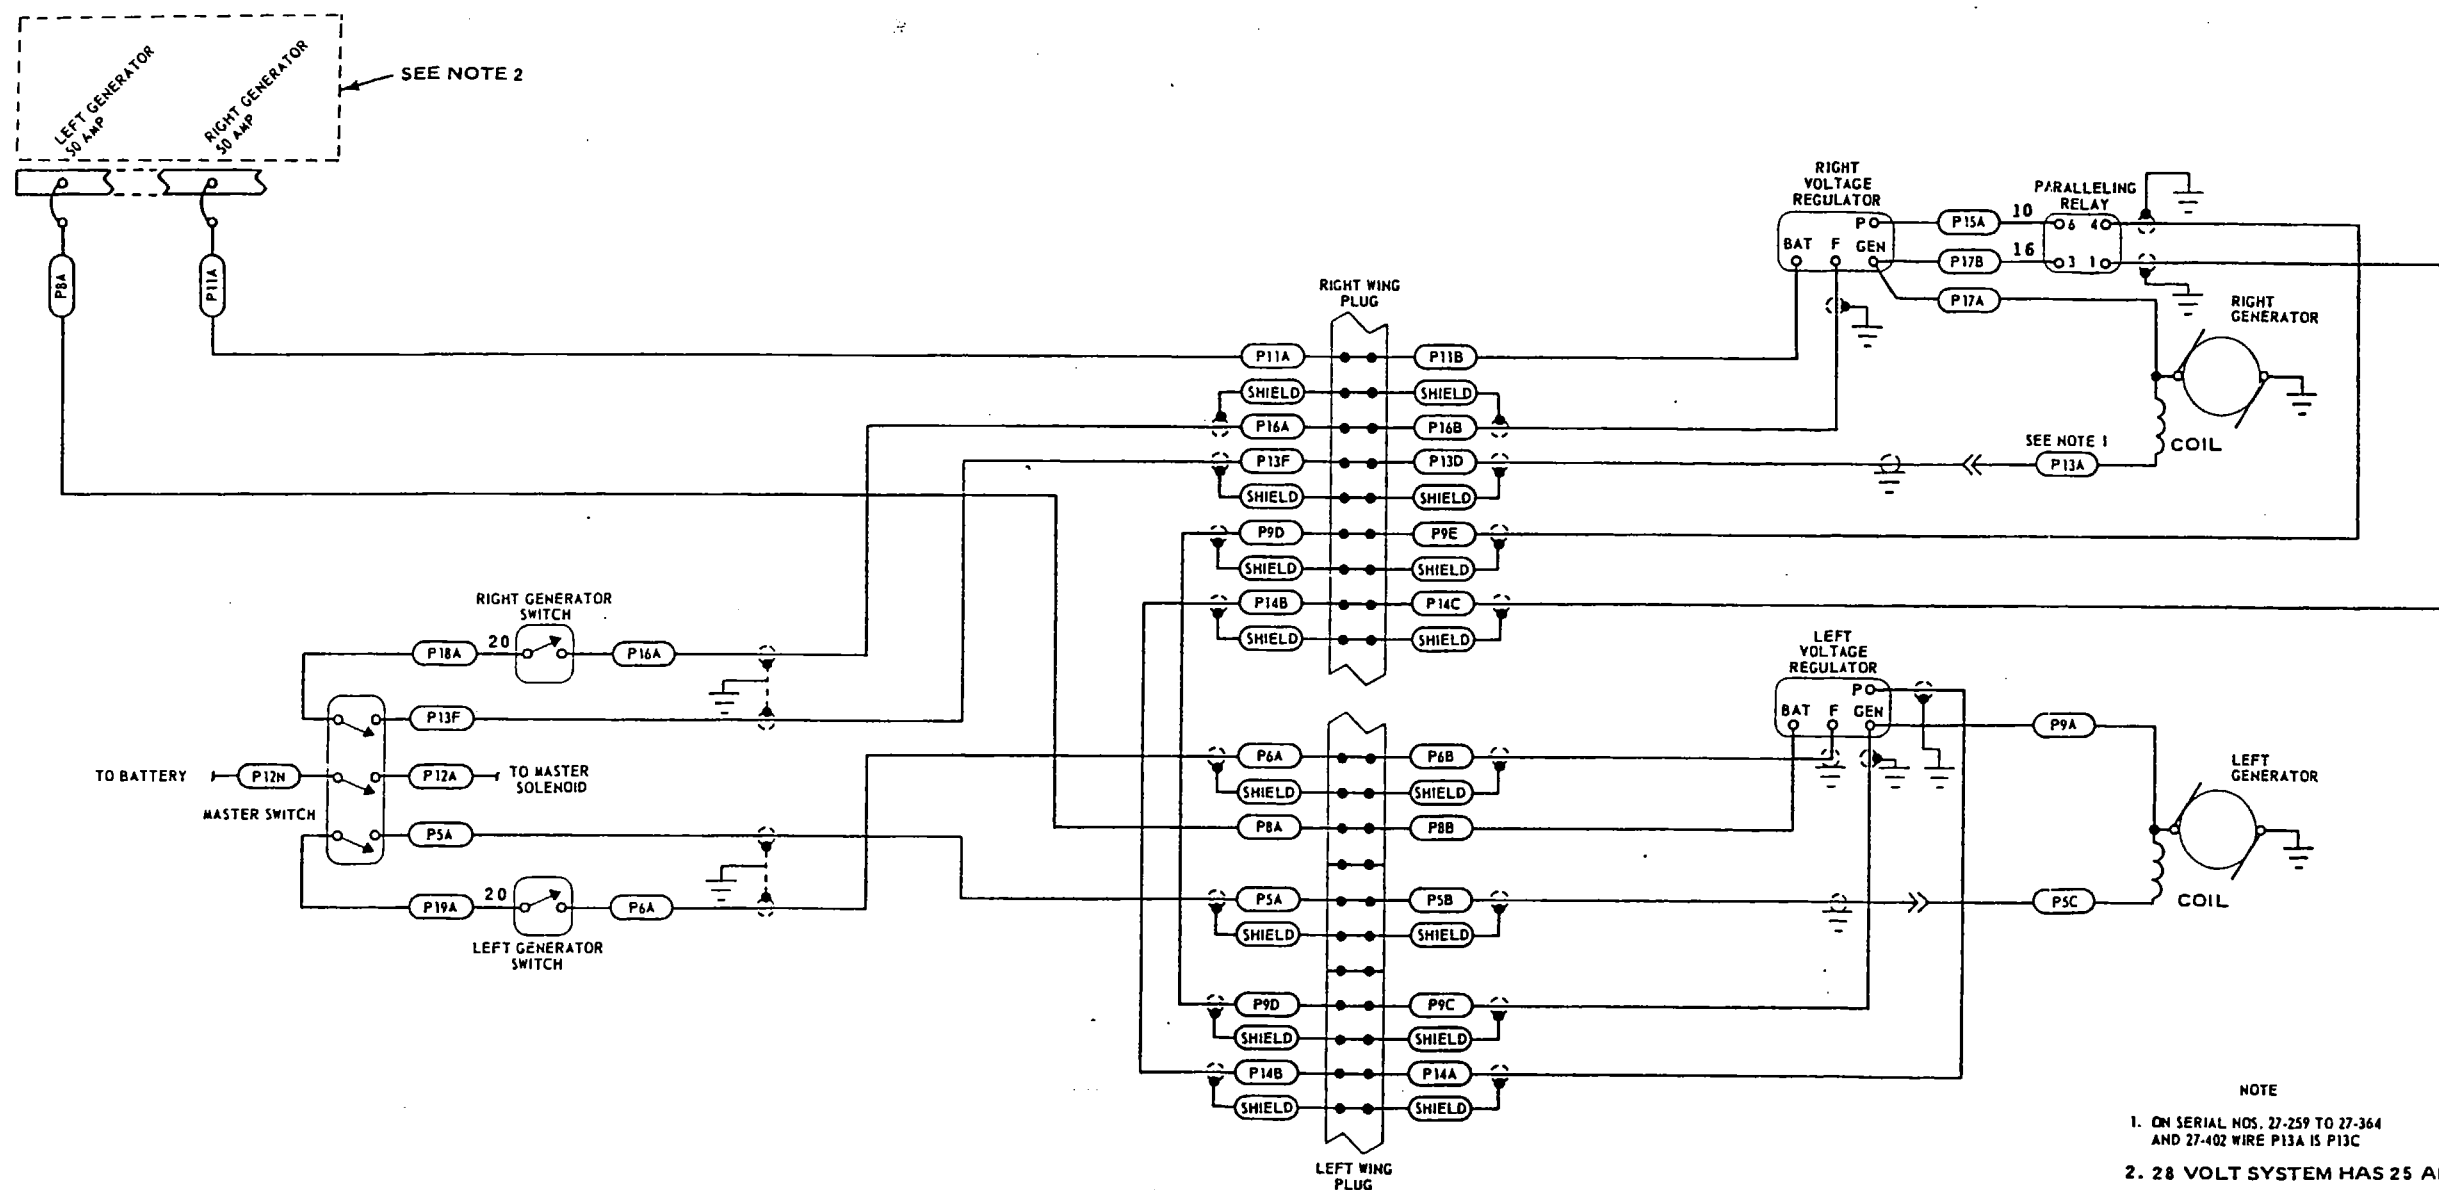 LEFT GENERATOR
50 AMP
RIGHT GENERATOR
50 AMP
SEE NOTE 2
P8A
P11A
RIGHT
VOLTAGE
REGULATOR
P
BAT F GEN
P15A
10
P17B
16
P17A
PARALLELING
RELAY
6 4
3 1
RIGHT
GENERATOR
RIGHT WING
PLUG
P11A
P11B
SHIELD
SHIELD
P16A
P16B
P13F
P13D
SEE NOTE 1
P13A
COIL
SHIELD
SHIELD
P9D
P9E
SHIELD
SHIELD
P14B
P14C
SHIELD
SHIELD
RIGHT GENERATOR
SWITCH
P18A
20
P16A
P13F
TO BATTERY
P12N
P12A
TO MASTER
SOLENOID
MASTER SWITCH
P5A
P19A
20
P6A
LEFT GENERATOR
SWITCH
LEFT
VOLTAGE
REGULATOR
P
BAT F GEN
P9A
LEFT
GENERATOR
P6A
P6B
SHIELD
SHIELD
P8A
P8B
P5A
P5B
P5C
COIL
SHIELD
SHIELD
P9D
P9C
SHIELD
SHIELD
P14B
P14A
SHIELD
SHIELD
LEFT WING
PLUG
NOTE
1. ON SERIAL NOS. 27-259 TO 27-364
AND 27-402 WIRE P13A IS P13C
2. 28 VOLT SYSTEM HAS 25